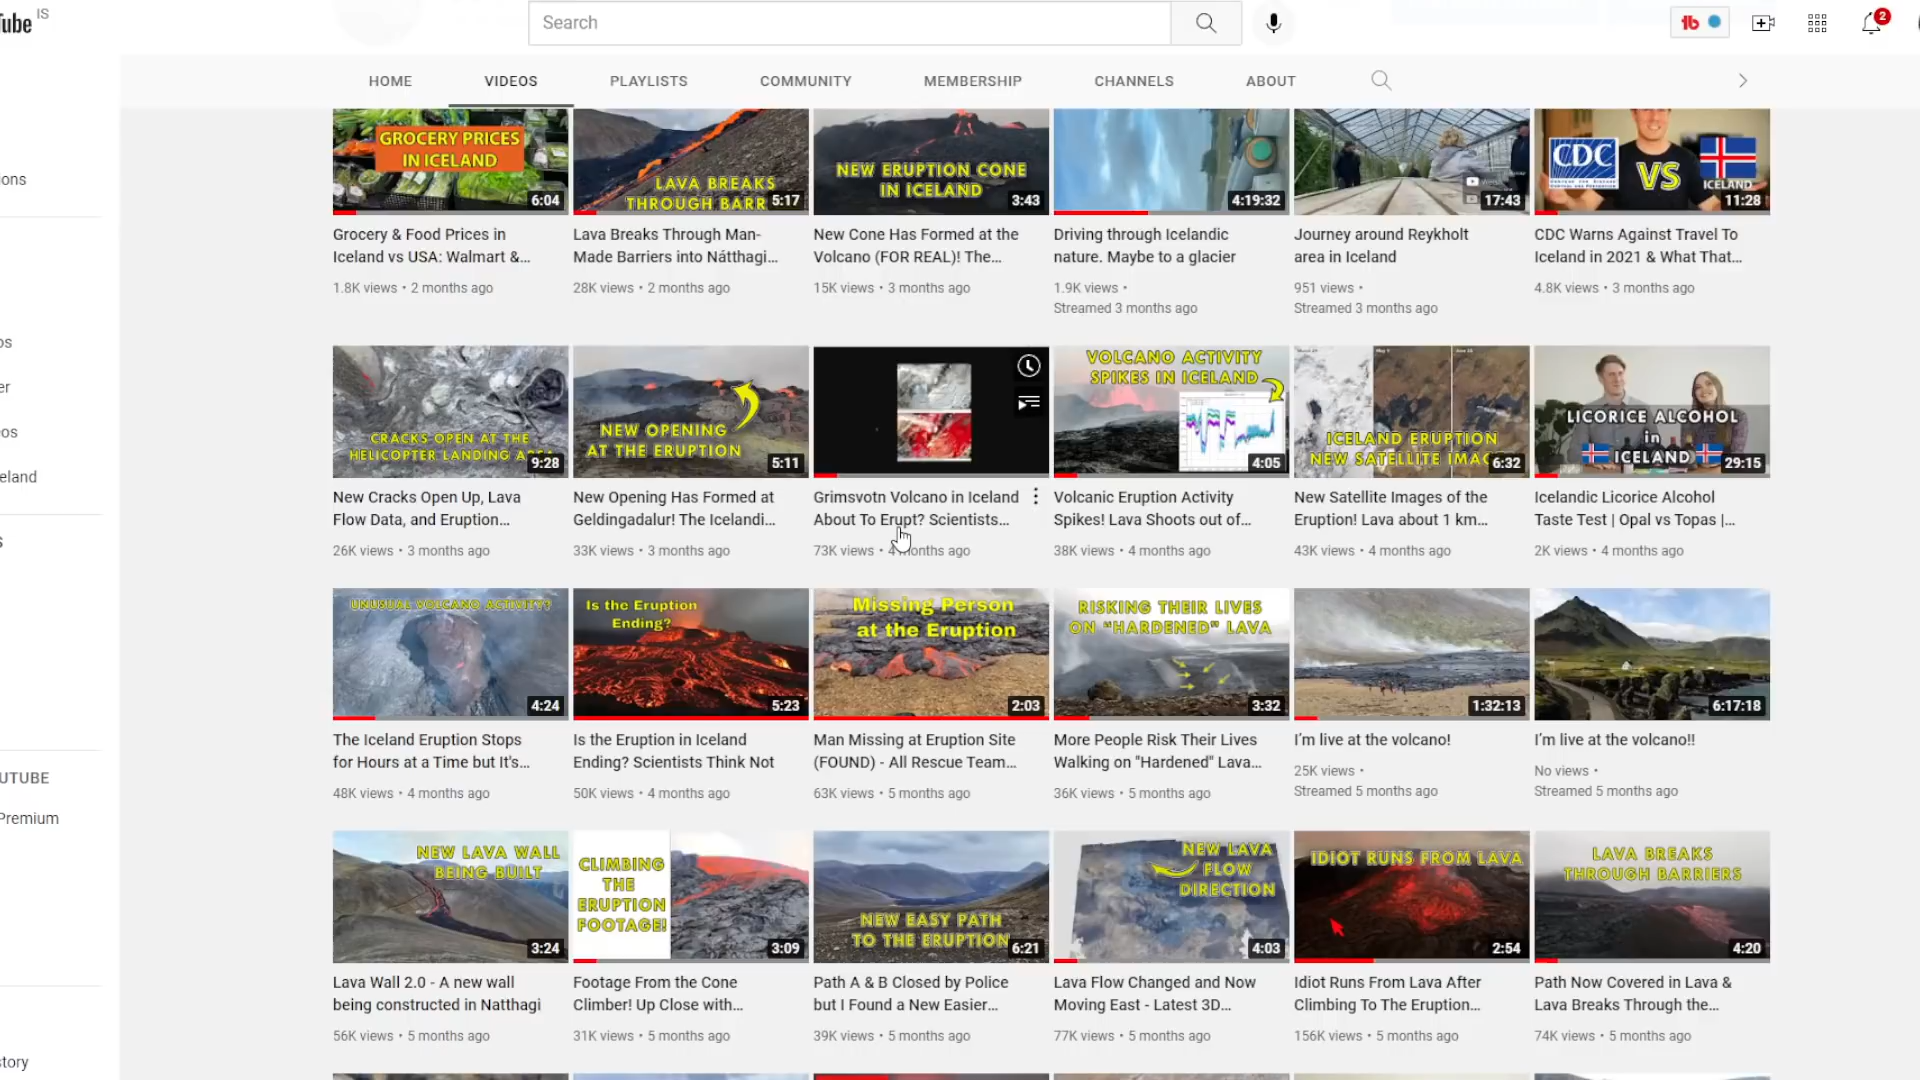 Tube IS
Search
2
HOME
VIDEOS
PLAYLISTS
COMMUNITY
MEMBERSHIP
CHANNELS
ABOUT
ions
os
er
os
eland
S
UTUBE
Premium
story
GROCERY PRICES
IN ICELAND
6:04
LAVA BREAKS
THROUGH BARR
5:17
NEW ERUPTION CONE
IN ICELAND
3:43
4:19:32
17:43
CDC
VS
ICELAND
11:28
Grocery & Food Prices in
Iceland vs USA: Walmart &...
1.8K views • 2 months ago
Lava Breaks Through Man-
Made Barriers into Nátthagi...
28K views • 2 months ago
New Cone Has Formed at the
Volcano (FOR REAL)! The...
15K views • 3 months ago
Driving through Icelandic
nature. Maybe to a glacier
1.9K views •
Streamed 3 months ago
Journey around Reykholt
area in Iceland
951 views •
Streamed 3 months ago
CDC Warns Against Travel To
Iceland in 2021 & What That...
4.8K views • 3 months ago
CRACKS OPEN AT THE
HELICOPTER LANDING AREA
9:28
NEW OPENING
AT THE ERUPTION
5:11
VOLCANO ACTIVITY
SPIKES IN ICELAND
4:05
ICELAND ERUPTION
NEW SATELLITE IMAG
6:32
LICORICE ALCOHOL
in
ICELAND
29:15
New Cracks Open Up, Lava
Flow Data, and Eruption...
26K views • 3 months ago
New Opening Has Formed at
Geldingadalur! The Icelandi...
33K views • 3 months ago
Grimsvotn Volcano in Iceland
About To Erupt? Scientists...
73K views • 4 months ago
Volcanic Eruption Activity
Spikes! Lava Shoots out of...
38K views • 4 months ago
New Satellite Images of the
Eruption! Lava about 1 km...
43K views • 4 months ago
Icelandic Licorice Alcohol
Taste Test | Opal vs Topas |...
2K views • 4 months ago
UNUSUAL VOLCANO ACTIVITY?
4:24
Is the Eruption
Ending?
5:23
Missing Person
at the Eruption
2:03
RISKING THEIR LIVES
ON "HARDENED" LAVA
3:32
1:32:13
6:17:18
The Iceland Eruption Stops
for Hours at a Time but It's...
48K views • 4 months ago
Is the Eruption in Iceland
Ending? Scientists Think Not
50K views • 4 months ago
Man Missing at Eruption Site
(FOUND) - All Rescue Team...
63K views • 5 months ago
More People Risk Their Lives
Walking on "Hardened" Lava...
36K views • 5 months ago
I'm live at the volcano!
25K views •
Streamed 5 months ago
I'm live at the volcano!!
No views •
Streamed 5 months ago
NEW LAVA WALL
BEING BUILT
3:24
CLIMBING
THE
ERUPTION
FOOTAGE!
3:09
NEW EASY PATH
TO THE ERUPTION
6:21
NEW LAVA
FLOW
DIRECTION
4:03
IDIOT RUNS FROM LAVA
2:54
LAVA BREAKS
THROUGH BARRIERS
4:20
Lava Wall 2.0 - A new wall
being constructed in Natthagi
56K views • 5 months ago
Footage From the Cone
Climber! Up Close with...
31K views • 5 months ago
Path A & B Closed by Police
but I Found a New Easier...
39K views • 5 months ago
Lava Flow Changed and Now
Moving East - Latest 3D...
77K views • 5 months ago
Idiot Runs From Lava After
Climbing To The Eruption...
156K views • 5 months ago
Path Now Covered in Lava &
Lava Breaks Through the...
74K views • 5 months ago